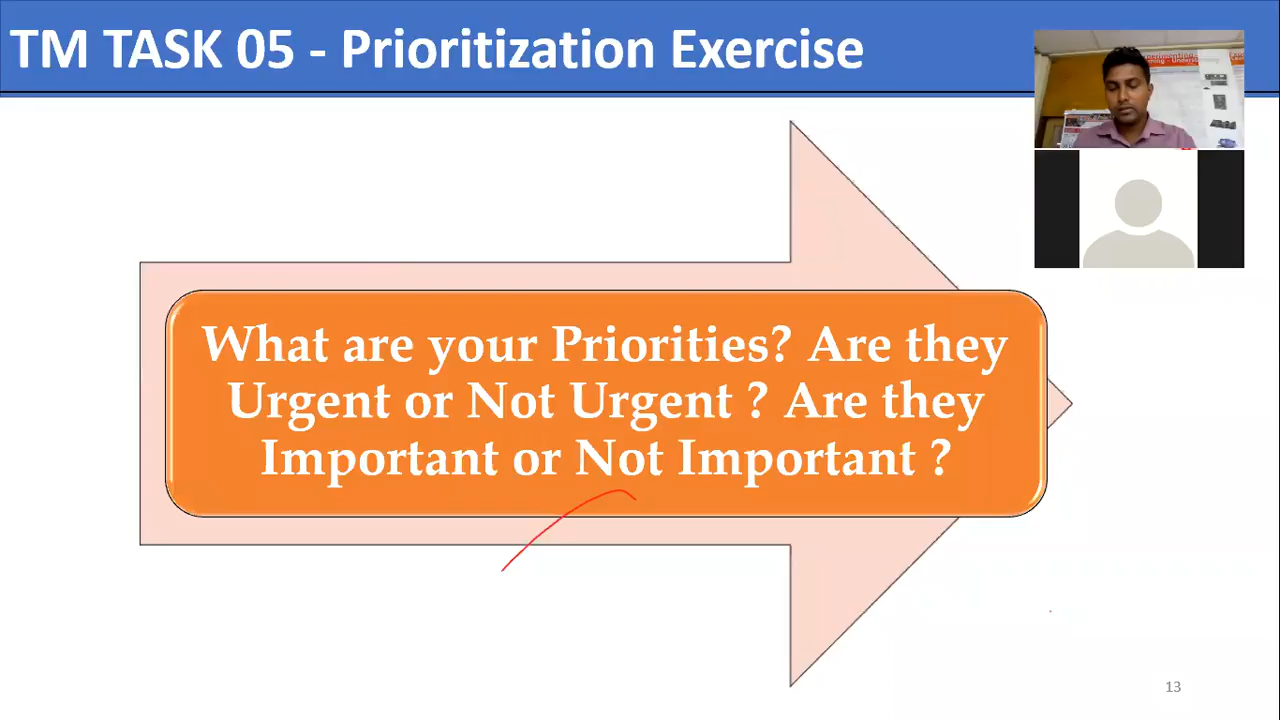 TM TASK 05 - Prioritization Exercise
What are your Priorities? Are they
Urgent or Not Urgent ? Are they
Important or Not Important ?
13